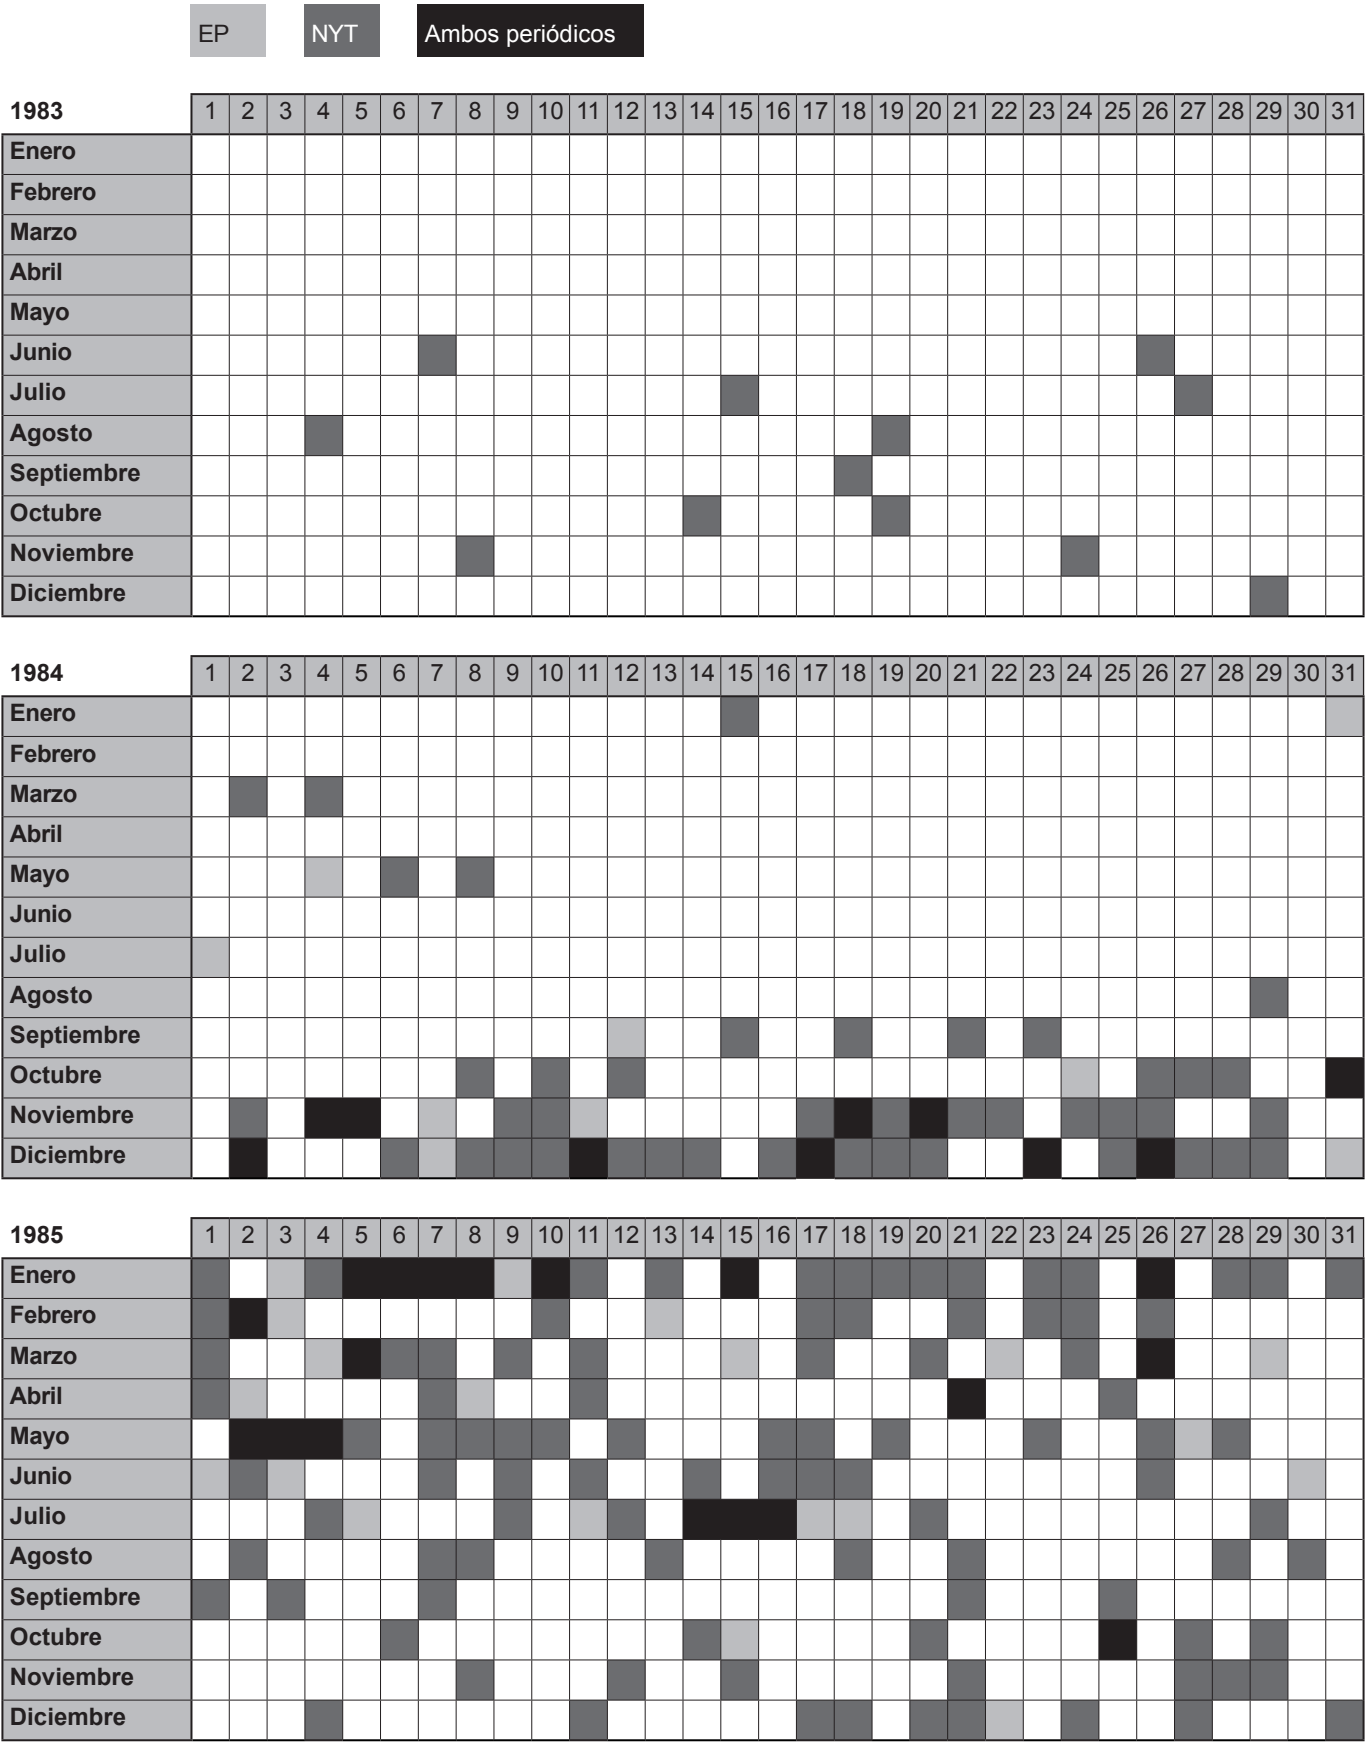 EP NYT Ambos periódicos
1983 1 2 3 4 5 6 7 8 9 10 11 12 13 14 15 16 17 18 19 20 21 22 23 24 25 26 27 28 29 30 31
Enero
Febrero
Marzo
Abril
Mayo
Junio
Julio
Agosto
Septiembre
Octubre
Noviembre
Diciembre
1984 1 2 3 4 5 6 7 8 9 10 11 12 13 14 15 16 17 18 19 20 21 22 23 24 25 26 27 28 29 30 31
Enero
Febrero
Marzo
Abril
Mayo
Junio
Julio
Agosto
Septiembre
Octubre
Noviembre
Diciembre
1985 1 2 3 4 5 6 7 8 9 10 11 12 13 14 15 16 17 18 19 20 21 22 23 24 25 26 27 28 29 30 31
Enero
Febrero
Marzo
Abril
Mayo
Junio
Julio
Agosto
Septiembre
Octubre
Noviembre
Diciembre